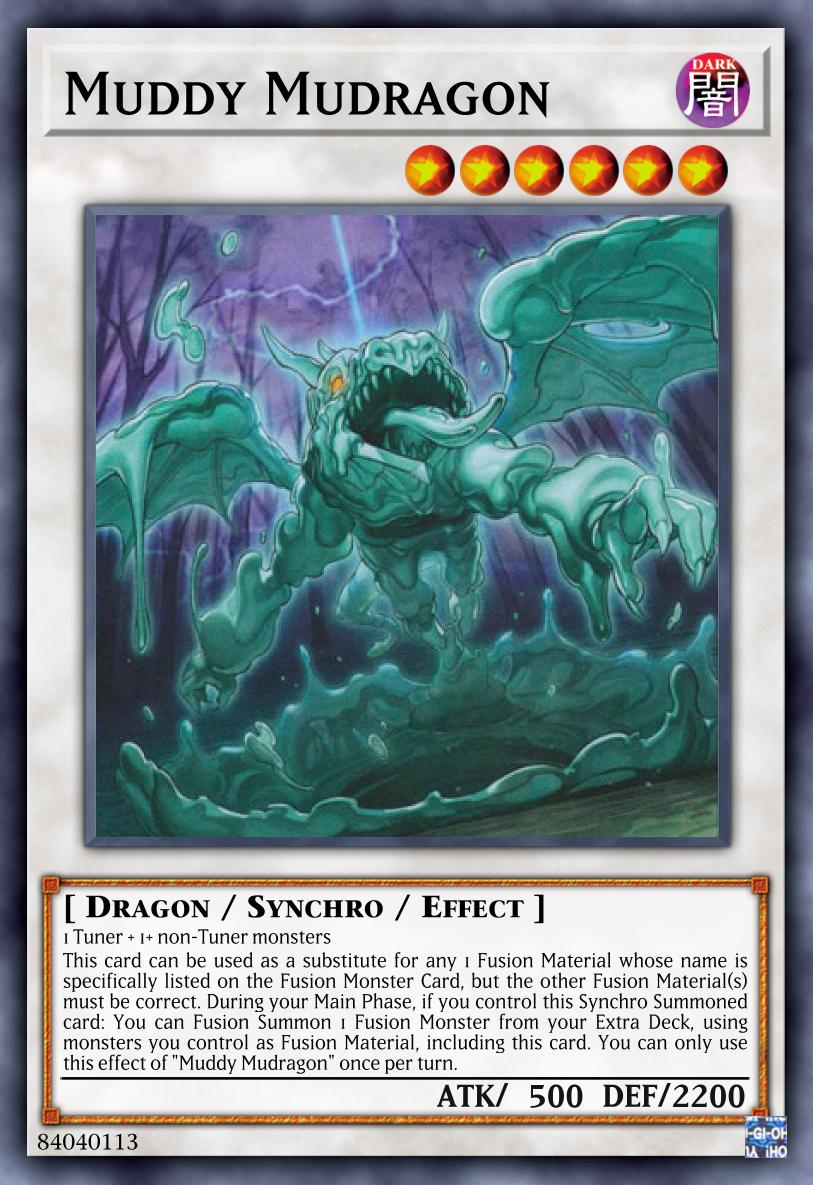 Muddy Mudragon
DARK
闇
[ Dragon / Synchro / Effect ]
1 Tuner + 1+ non-Tuner monsters
This card can be used as a substitute for any 1 Fusion Material whose name is
specifically listed on the Fusion Monster Card, but the other Fusion Material(s)
must be correct. During your Main Phase, if you control this Synchro Summoned
card: You can Fusion Summon 1 Fusion Monster from your Extra Deck, using
monsters you control as Fusion Material, including this card. You can only use
this effect of "Muddy Mudragon" once per turn.
ATK/ 500 DEF/2200
84040113